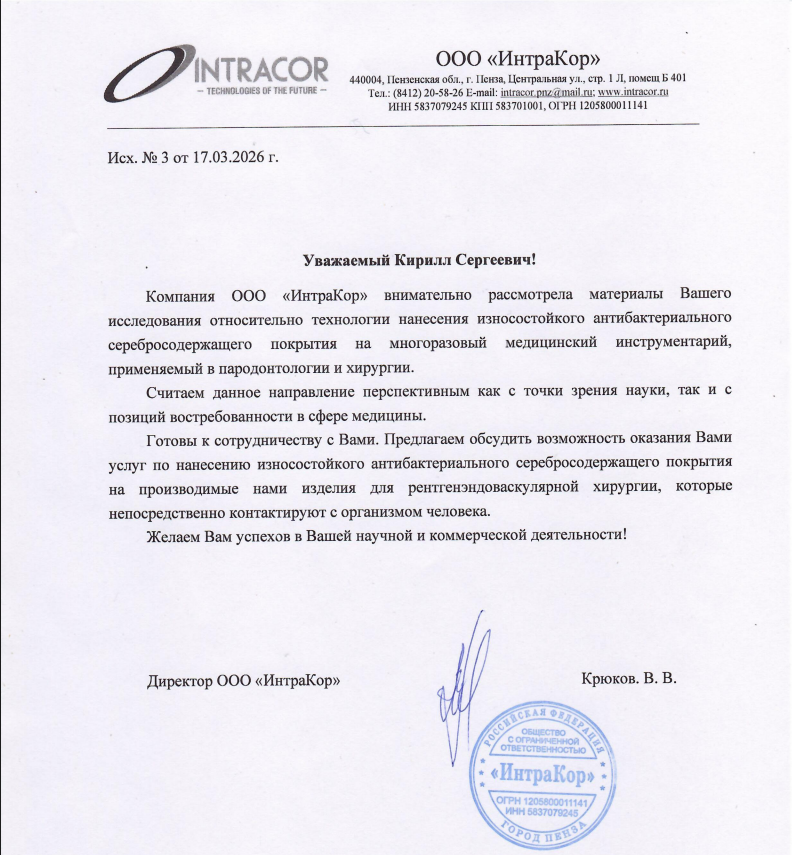 INTRACOR
– TECHNOLOGIES OF THE FUTURE –
ООО «ИнтраКор»
440004, Пензенская обл., г. Пенза, Центральная ул., стр. 1 Л, помещ Б 401
Тел.: (8412) 20-58-26 E-mail: intracor.pnz@mail.ru; www.intracor.ru
ИНН 5837079245 КПП 583701001, ОГРН 1205800011141
Исх. № 3 от 17.03.2026 г.
Уважаемый Кирилл Сергеевич!
Компания ООО «ИнтраКор» внимательно рассмотрела материалы Вашего
исследования относительно технологии нанесения износостойкого антибактериального
серебросодержащего покрытия на многоразовый медицинский инструментарий,
применяемый в пародонтологии и хирургии.
Считаем данное направление перспективным как с точки зрения науки, так и с
позиций востребованности в сфере медицины.
Готовы к сотрудничеству с Вами. Предлагаем обсудить возможность оказания Вами
услуг по нанесению износостойкого антибактериального серебросодержащего покрытия
на производимые нами изделия для рентгенэндоваскулярной хирургии, которые
непосредственно контактируют с организмом человека.
Желаем Вам успехов в Вашей научной и коммерческой деятельности!
Директор ООО «ИнтраКор»
Крюков. В. В.
РОССИЙСКАЯ ФЕДЕРАЦИЯ
ОБЩЕСТВО
С ОГРАНИЧЕННОЙ
ОТВЕТСТВЕННОСТЬЮ
«ИнтраКор»
ОГРН 1205800011141
ИНН 5837079245
ГОРОД ПЕНЗА